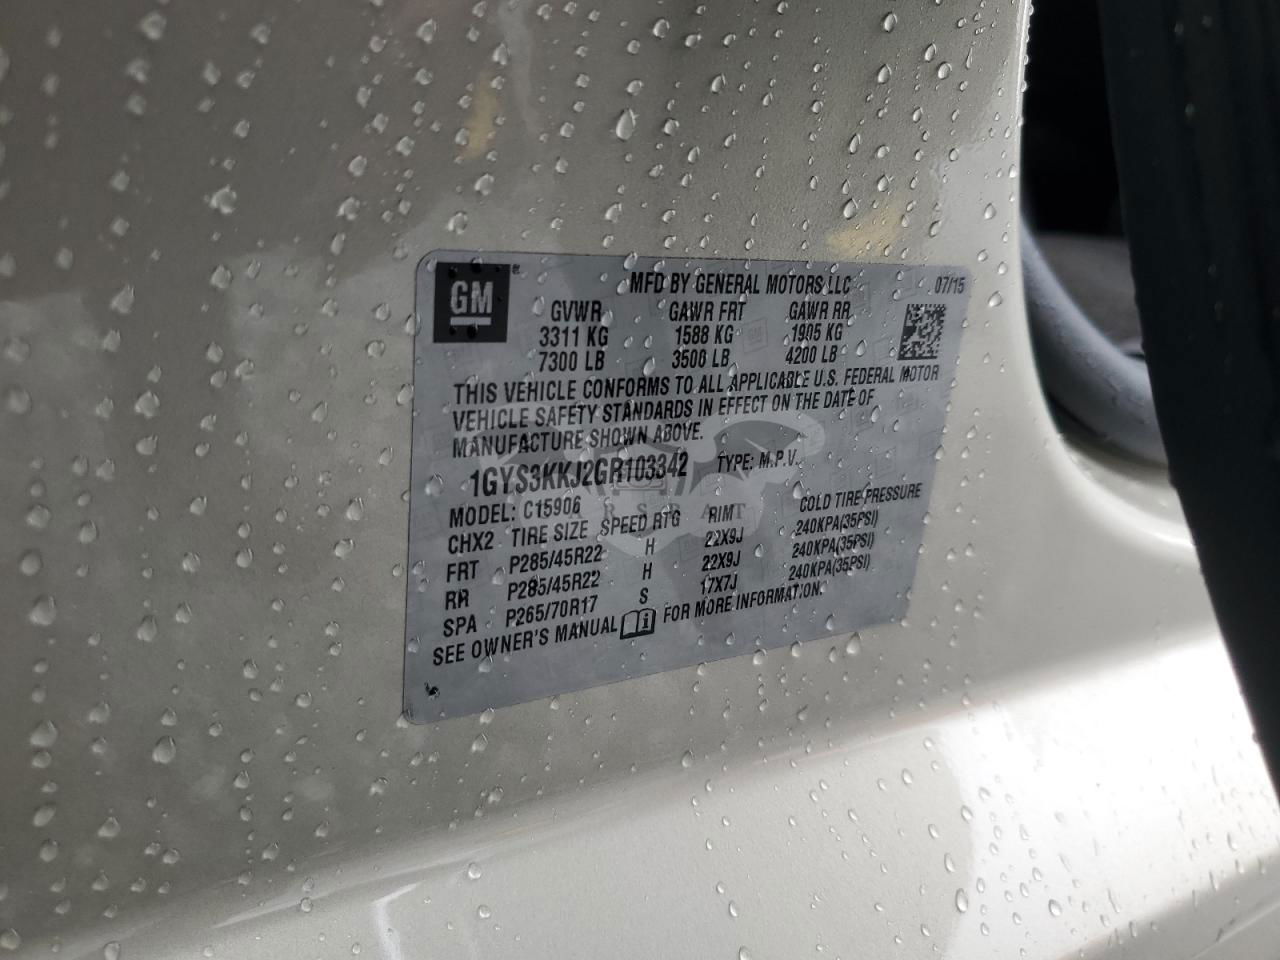 GM®
MFD BY GENERAL MOTORS LLC 07/15
GVWR GAWR FRT GAWR RR
3311 KG 1588 KG 1905 KG
7300 LB 3500 LB 4200 LB
THIS VEHICLE CONFORMS TO ALL APPLICABLE U.S. FEDERAL MOTOR
VEHICLE SAFETY STANDARDS IN EFFECT ON THE DATE OF
MANUFACTURE SHOWN ABOVE.
1GYS3KKJ2GR103342 TYPE: M.P.V.
MODEL: C15906
CHX2 TIRE SIZE SPEED RTG RIMT COLD TIRE PRESSURE
FRT P285/45R22 H 22X9J 240KPA(35PSI)
RR P285/45R22 H 22X9J 240KPA(35PSI)
SPA P265/70R17 S 17X7J 240KPA(35PSI)
SEE OWNER'S MANUAL FOR MORE INFORMATION.